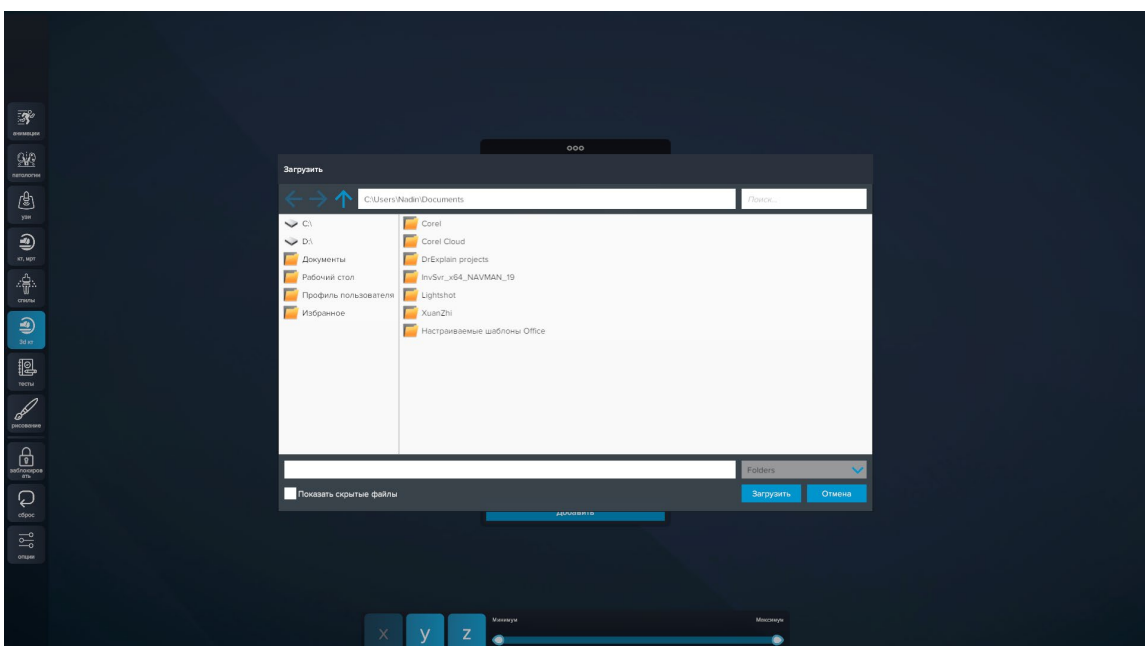 анимации
патологии
узи
кт, мрт
спилы
3d кт
тесты
рисование
заблокиров
ать
сброс
опции
Загрузить
C:\Users\Nadin\Documents
Поиск...
C:\
D:\
Документы
Рабочий стол
Профиль пользователя
Избранное
Corel
Corel Cloud
DrExplain projects
InvSvr_x64_NAVMAN_19
Lightshot
XuanZhi
Настраиваемые шаблоны Office
Folders
Показать скрытые файлы
Загрузить
Отмена
Добавить
x
y
z
Минимум
Максимум